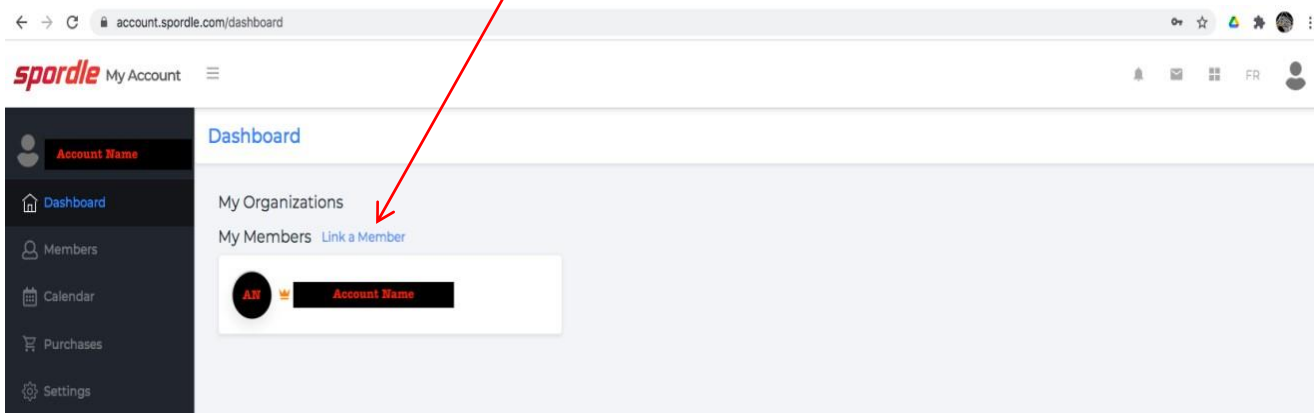 account.spordle.com/dashboard
spordle My Account
FR
Account Name
Dashboard
Dashboard
Members
Calendar
Purchases
Settings
My Organizations
My Members Link a Member
AN Account Name